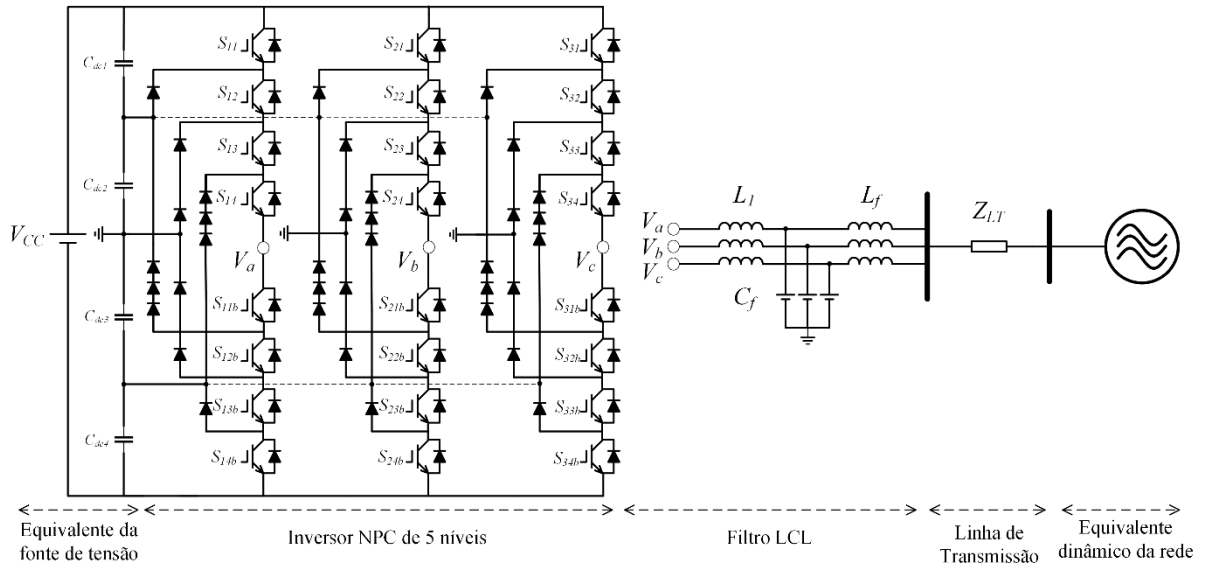 S11
S21
S31
Cdc1
S12
S22
S32
S13
S23
S33
Cdc2
S14
S24
S34
VCC
Va
Vb
Vc
S11b
S21b
S31b
Cdc3
S12b
S22b
S32b
S13b
S23b
S33b
Cdc4
S14b
S24b
S34b
L1
Lf
ZLT
Va
Vb
Vc
Cf
Equivalente da
fonte de tensão
Inversor NPC de 5 níveis
Filtro LCL
Linha de
Transmissão
Equivalente
dinâmico da rede